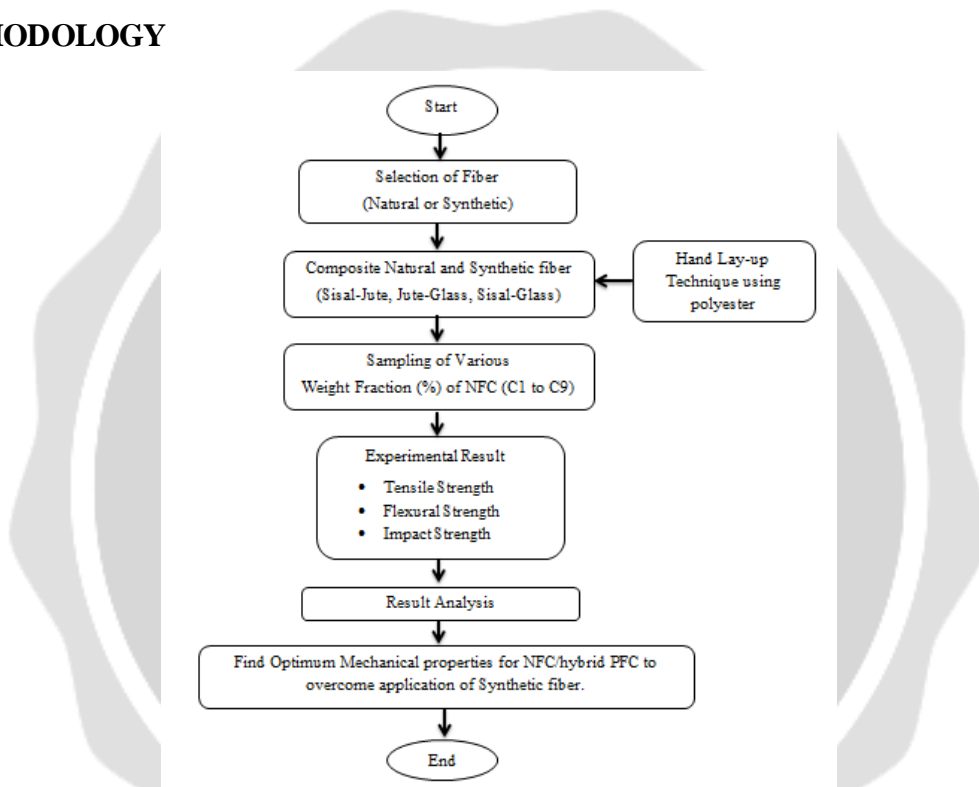 IODOLOGY
Start
Selection of Fiber
(Natural or Synthetic)
Composite Natural and Synthetic fiber
(Sisal-Jute, Jute-Glass, Sisal-Glass)
Hand Lay-up
Technique using
polyester
Sampling of Various
Weight Fraction (%) of NFC (C1 to C9)
Experimental Result
• Tensile Strength
• Flexural Strength
• Impact Strength
Result Analysis
Find Optimum Mechanical properties for NFC/hybrid PFC to
overcome application of Synthetic fiber.
End